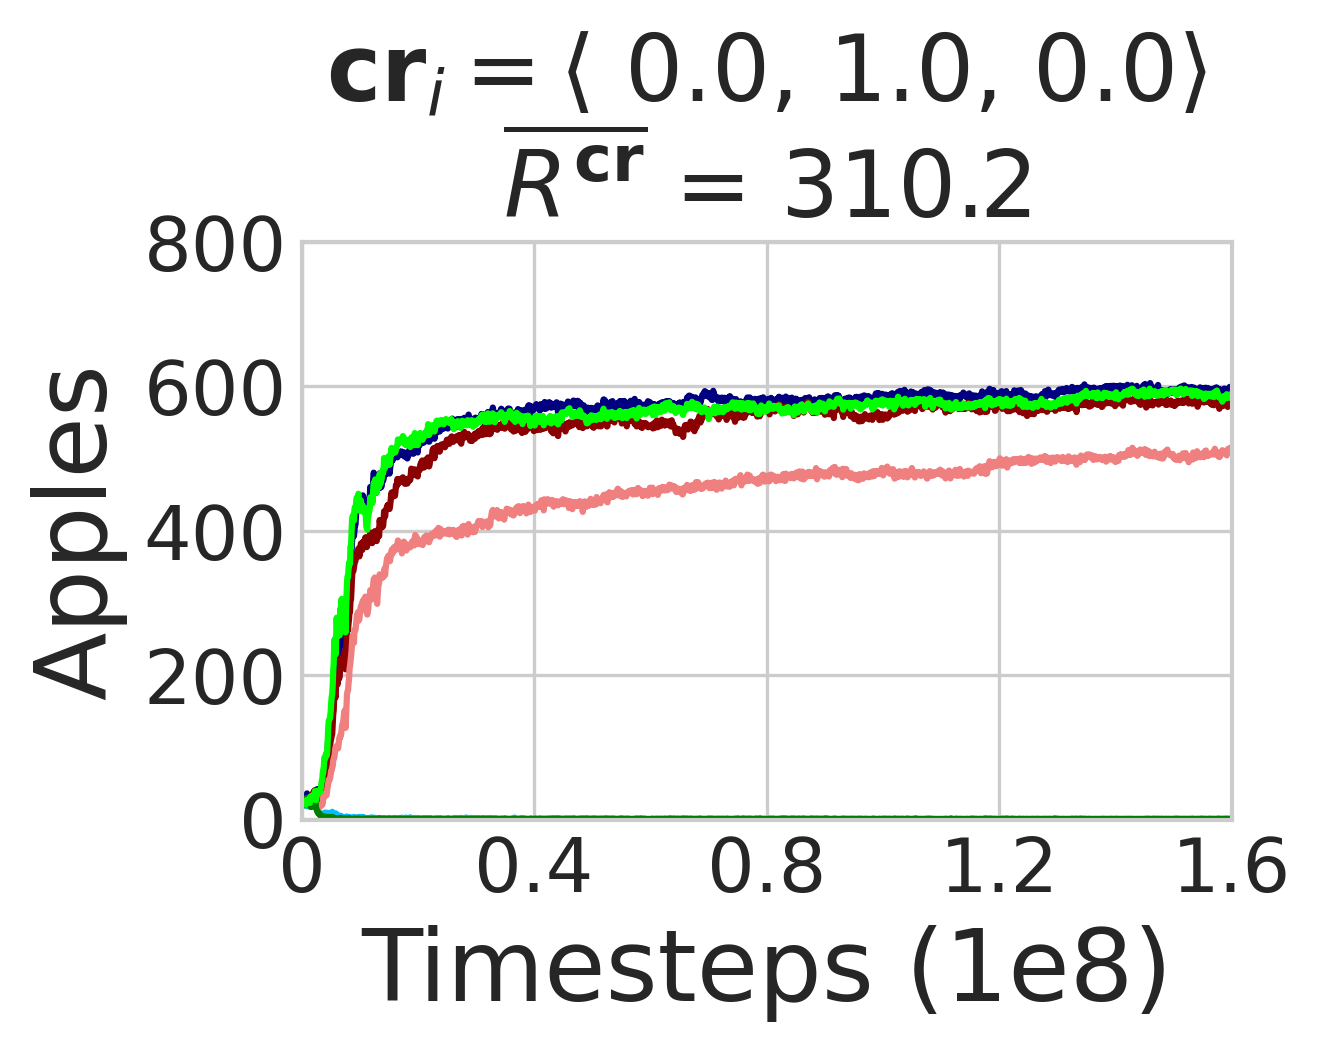 cr_i = ⟨ 0.0, 1.0, 0.0⟩
R^cr = 310.2
800
600
400
200
0
Apples
0 0.4 0.8 1.2 1.6
Timesteps (1e8)